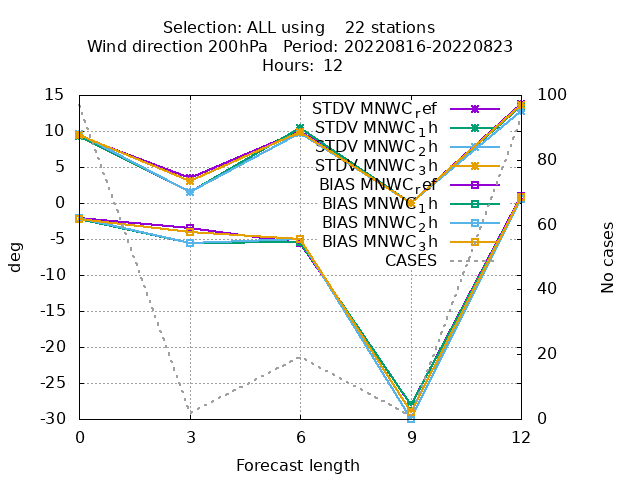 Selection: ALL using    22 stations
Wind direction 200hPa   Period: 20220816-20220823
Hours: 12
15
10
5
0
-5
-10
-15
-20
-25
-30
deg
100
80
60
40
20
0
No cases
STDV MNWC_ref
STDV MNWC_1h
STDV MNWC_2h
STDV MNWC_3h
BIAS MNWC_ref
BIAS MNWC_1h
BIAS MNWC_2h
BIAS MNWC_3h
CASES
0 3 6 9 12
Forecast length